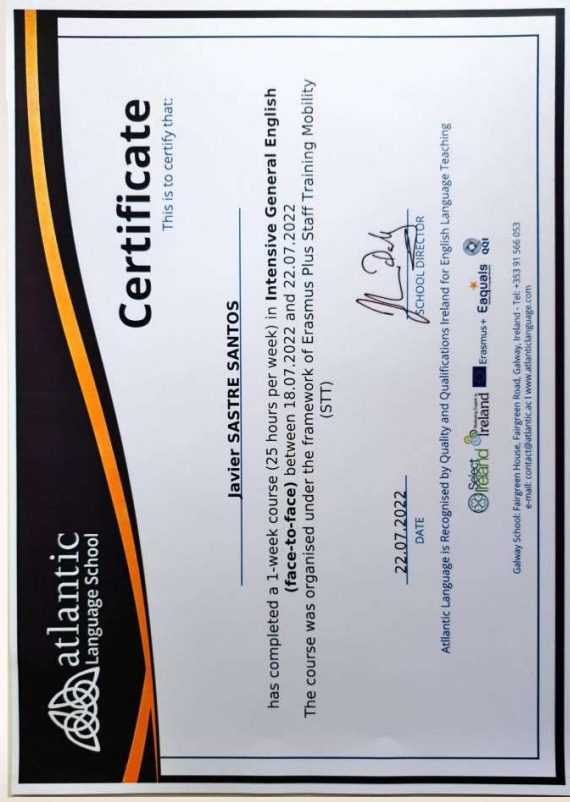 atlantic
Language School
Certificate
This is to certify that:
Javier SASTRE SANTOS
has completed a 1-week course (25 hours per week) in Intensive General English
(face-to-face) between 18.07.2022 and 22.07.2022
The course was organised under the framework of Erasmus Plus Staff Training Mobility
(STT)
22.07.2022
DATE
SCHOOL DIRECTOR
Atlantic Language is Recognised by Quality and Qualifications Ireland for English Language Teaching
Select Ireland Ireland Erasmus+ Eaquals QQI
Galway School: Fairgreen House, Fairgreen Road, Galway, Ireland - Tel: +353 91 566 053
e-mail: contact@atlantic.ac I www.atlanticlanguage.com